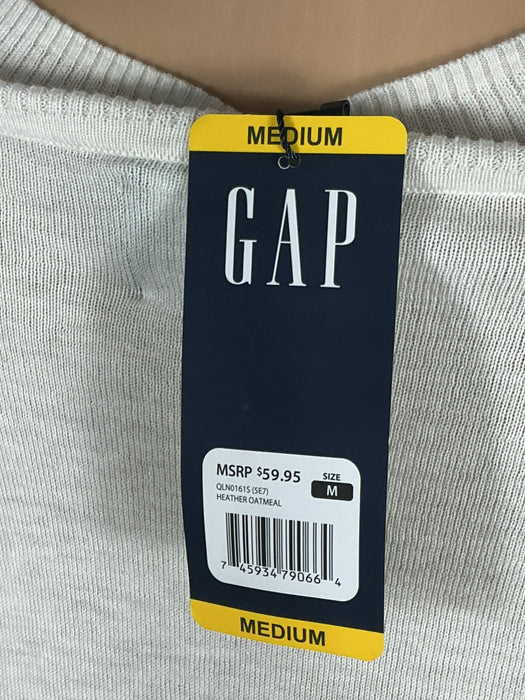 MEDIUM
GAP
MSRP $59.95
SIZE
M
QLN0161S (5E7)
HEATHER OATMEAL
7 45934 79066 4
MEDIUM